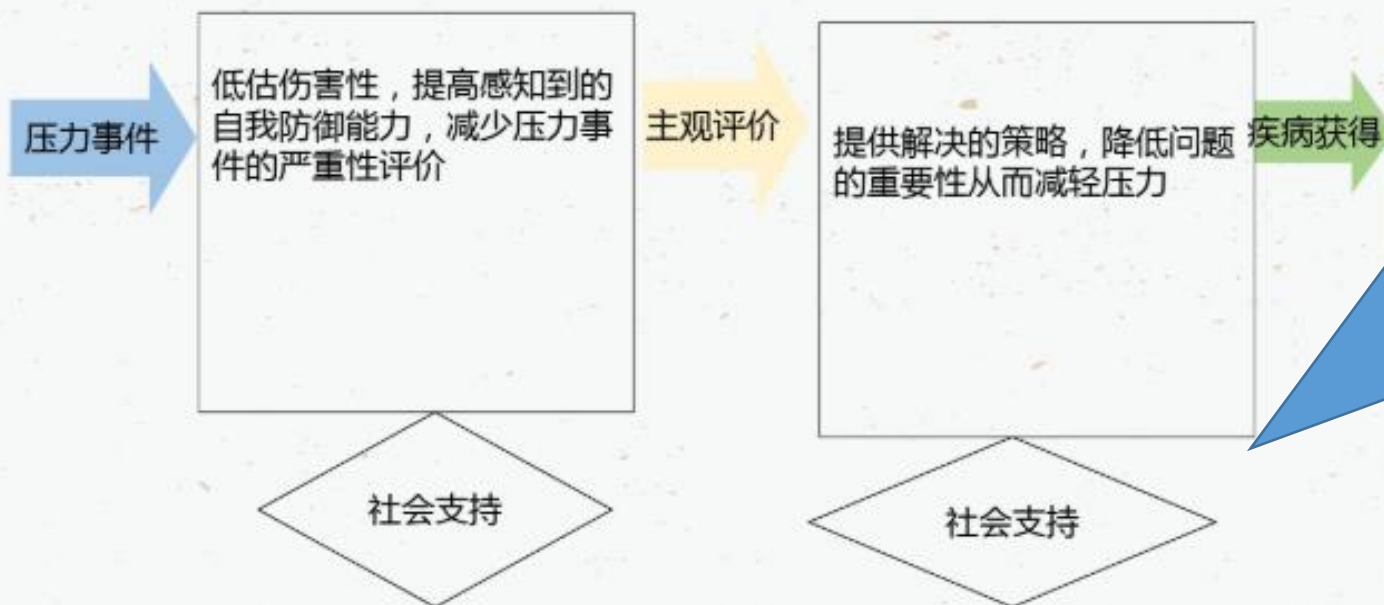 压力事件
低估伤害性，提高感知到的
自我防御能力，减少压力事
件的严重性评价
主观评价
提供解决的策略，降低问题
的重要性从而减轻压力
疾病获得
社会支持
社会支持